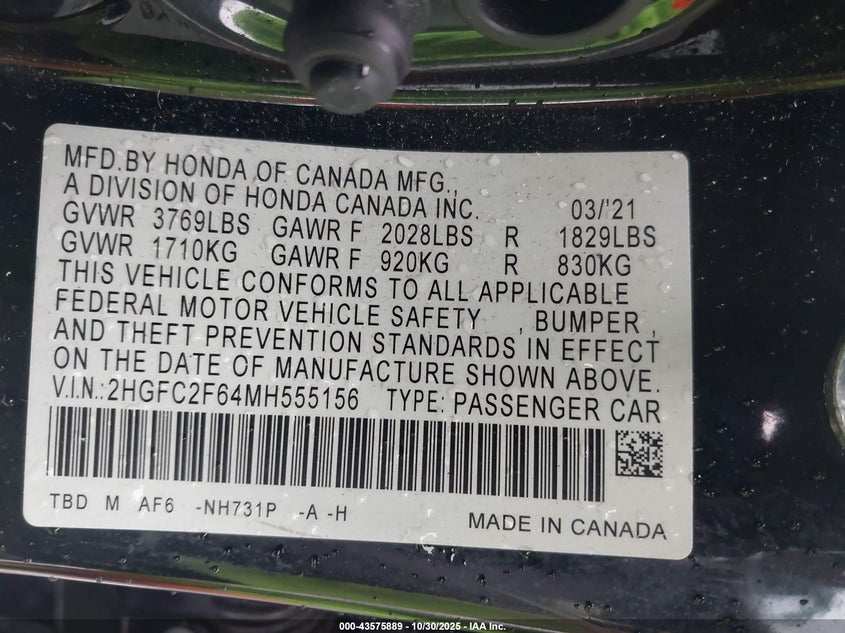 MFD.BY HONDA OF CANADA MFG.,
A DIVISION OF HONDA CANADA INC. 03/'21
GVWR 3769LBS GAWR F 2028LBS R 1829LBS
GVWR 1710KG GAWR F 920KG R 830KG
THIS VEHICLE CONFORMS TO ALL APPLICABLE
FEDERAL MOTOR VEHICLE SAFETY , BUMPER ,
AND THEFT PREVENTION STANDARDS IN EFFECT
ON THE DATE OF MANUFACTURE SHOWN ABOVE.
V.I.N.:2HGFC2F64MH555156 TYPE: PASSENGER CAR
TBD M AF6 -NH731P -A -H
MADE IN CANADA
000-43575889 - 10/30/2025 - IAA Inc.